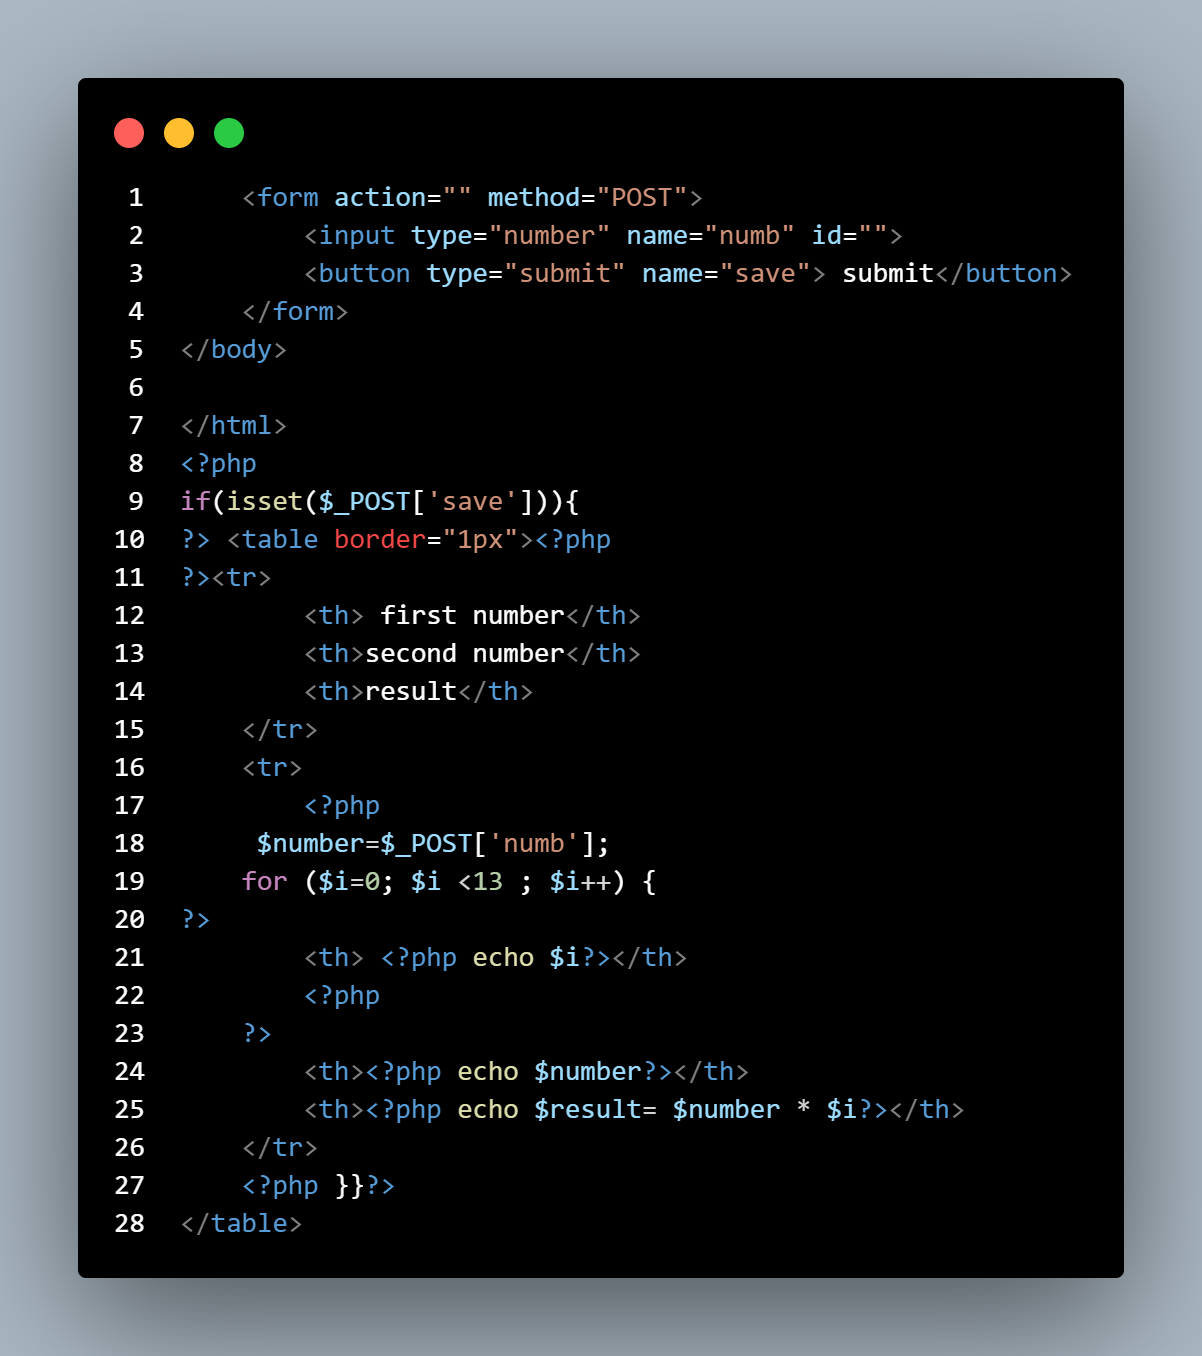 1 <form action="" method="POST">
2 <input type="number" name="numb" id="">
3 <button type="submit" name="save"> submit</button>
4 </form>
5 </body>
6
7 </html>
8 <?php
9 if(isset($_POST['save'])){
10 ?> <table border="1px"><?php
11 ?><tr>
12 <th> first number</th>
13 <th>second number</th>
14 <th>result</th>
15 </tr>
16 <tr>
17 <?php
18 $number=$_POST['numb'];
19 for ($i=0; $i <13 ; $i++) {
20 ?>
21 <th> <?php echo $i?></th>
22 <?php
23 ?>
24 <th><?php echo $number?></th>
25 <th><?php echo $result= $number * $i?></th>
26 </tr>
27 <?php }}?>
28 </table>